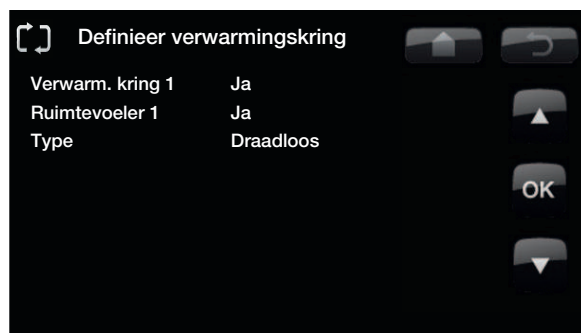 Definieer verwarmingskring
Verwarm. kring 1 Ja
Ruimtevoeler 1 Ja
Type Draadloos
OK